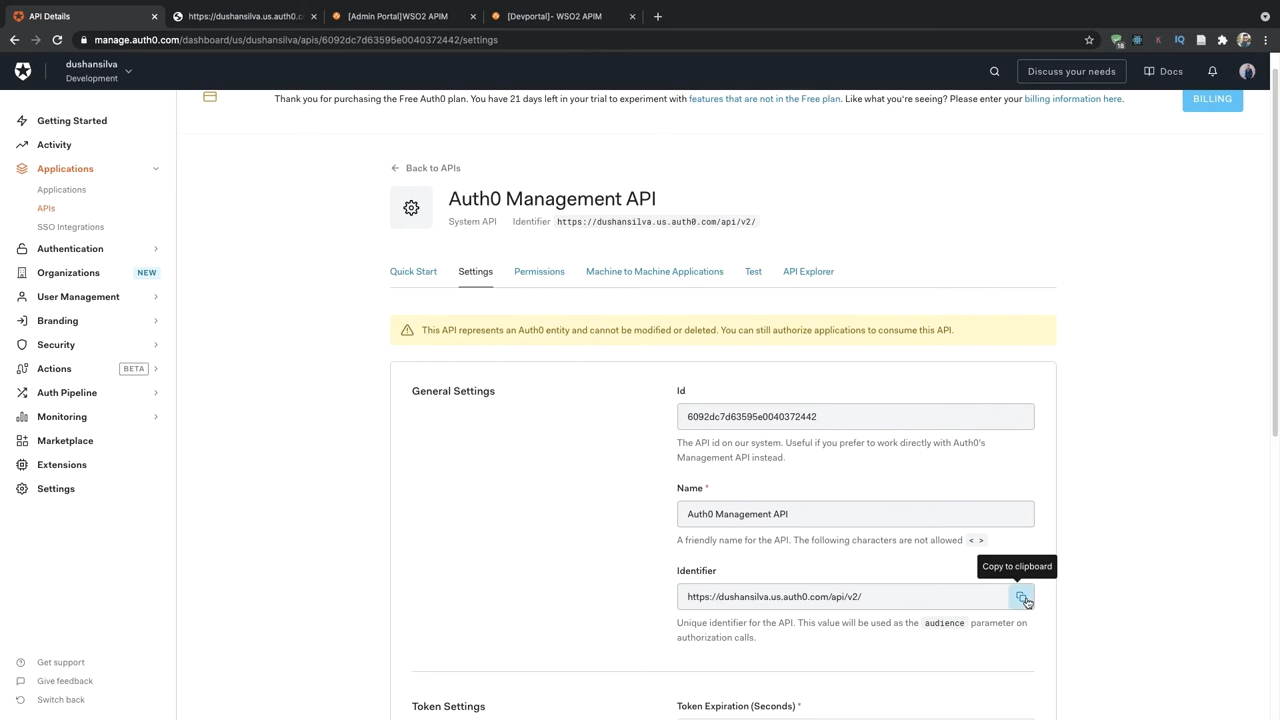 API Details
https://dushansilva.us.auth0.c
[Admin Portal]WSO2 APIM
[Devportal]- WSO2 APIM
manage.auth0.com/dashboard/us/dushansilva/apis/6092dc7d63595e0040372442/settings
18
IQ
dushansilva
Development
Discuss your needs
Docs
Thank you for purchasing the Free Auth0 plan. You have 21 days left in your trial to experiment with features that are not in the Free plan. Like what you're seeing? Please enter your billing information here.
BILLING
Getting Started
Activity
Applications
Applications
APIs
SSO Integrations
Authentication
Organizations NEW
User Management
Branding
Security
Actions BETA
Auth Pipeline
Monitoring
Marketplace
Extensions
Settings
Get support
Give feedback
Switch back
Back to APIs
Auth0 Management API
System API Identifier https://dushansilva.us.auth0.com/api/v2/
Quick Start Settings Permissions Machine to Machine Applications Test API Explorer
This API represents an Auth0 entity and cannot be modified or deleted. You can still authorize applications to consume this API.
General Settings
Id
6092dc7d63595e0040372442
The API id on our system. Useful if you prefer to work directly with Auth0's
Management API instead.
Name *
Auth0 Management API
A friendly name for the API. The following characters are not allowed < >
Copy to clipboard
Identifier
https://dushansilva.us.auth0.com/api/v2/
Unique identifier for the API. This value will be used as the audience parameter on
authorization calls.
Token Settings
Token Expiration (Seconds) *